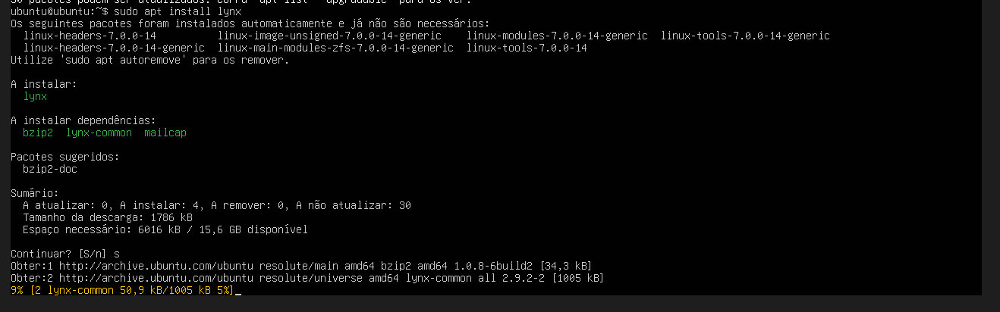 30 pacotes podem ser atualizados. Corra 'apt list --upgradable' para os ver.
ubuntu@ubuntu:~$ sudo apt install lynx
Os seguintes pacotes foram instalados automaticamente e já não são necessários:
linux-headers-7.0.0-14 linux-image-unsigned-7.0.0-14-generic linux-modules-7.0.0-14-generic linux-tools-7.0.0-14-generic
linux-headers-7.0.0-14-generic linux-main-modules-zfs-7.0.0-14-generic linux-tools-7.0.0-14
Utilize 'sudo apt autoremove' para os remover.
A instalar:
lynx
A instalar dependências:
bzip2 lynx-common mailcap
Pacotes sugeridos:
bzip2-doc
Sumário:
A atualizar: 0, A instalar: 4, A remover: 0, A não atualizar: 30
Tamanho da descarga: 1786 kB
Espaço necessário: 6016 kB / 15,6 GB disponível
Continuar? [S/n] s
Obter:1 http://archive.ubuntu.com/ubuntu resolute/main amd64 bzip2 amd64 1.0.8-6build2 [34,3 kB]
Obter:2 http://archive.ubuntu.com/ubuntu resolute/universe amd64 lynx-common all 2.9.2-2 [1005 kB]
9% [2 lynx-common 50,9 kB/1005 kB 5%]_